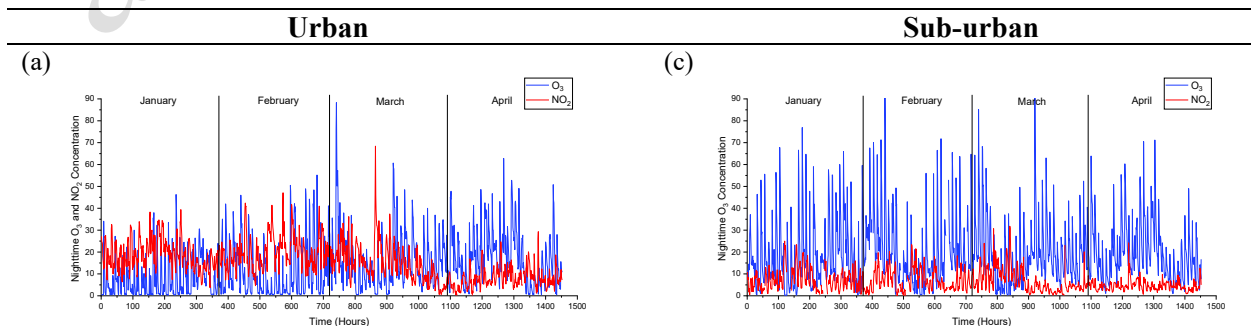 Urban Sub-urban
(a)
O₃
NO₂
January February March April
90
80
70
60
50
40
30
20
10
0
Nighttime O₃ and NO₂ Concentration
0 100 200 300 400 500 600 700 800 900 1000 1100 1200 1300 1400 1500
Time (Hours)
(c)
O₃
NO₂
January February March April
90
80
70
60
50
40
30
20
10
0
Nighttime O₃ Concentration
0 100 200 300 400 500 600 700 800 900 1000 1100 1200 1300 1400 1500
Time (Hours)